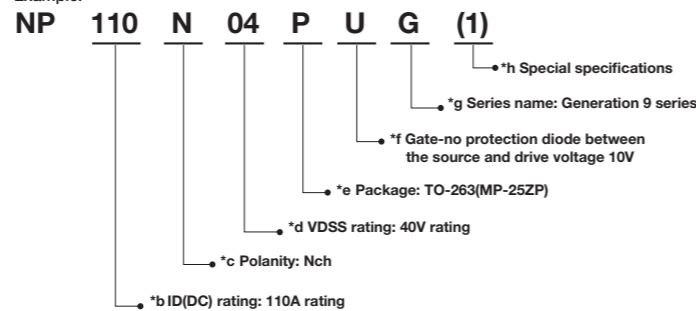 Example:
NP 110 N 04 P U G (1)
*h Special specifications
*g Series name: Generation 9 series
*f Gate-no protection diode between
the source and drive voltage 10V
*e Package: TO-263(MP-25ZP)
*d VDSS rating: 40V rating
*c Polanity: Nch
*b ID(DC) rating: 110A rating